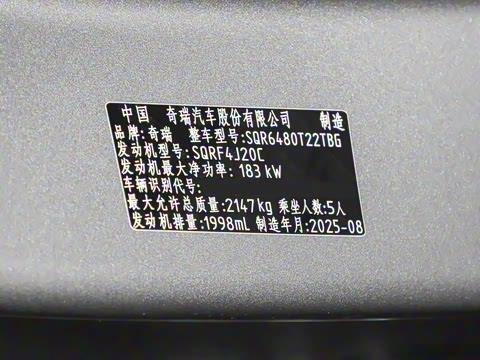 中国 奇瑞汽车股份有限公司 制造
品牌:奇瑞 整车型号:SQR6480T22TBG
发动机型号:SQRF4J20C
发动机最大净功率: 183 kW
车辆识别代号:
最大允许总质量:2147kg 乘坐人数:5人
发动机排量:1998mL 制造年月:2025-08